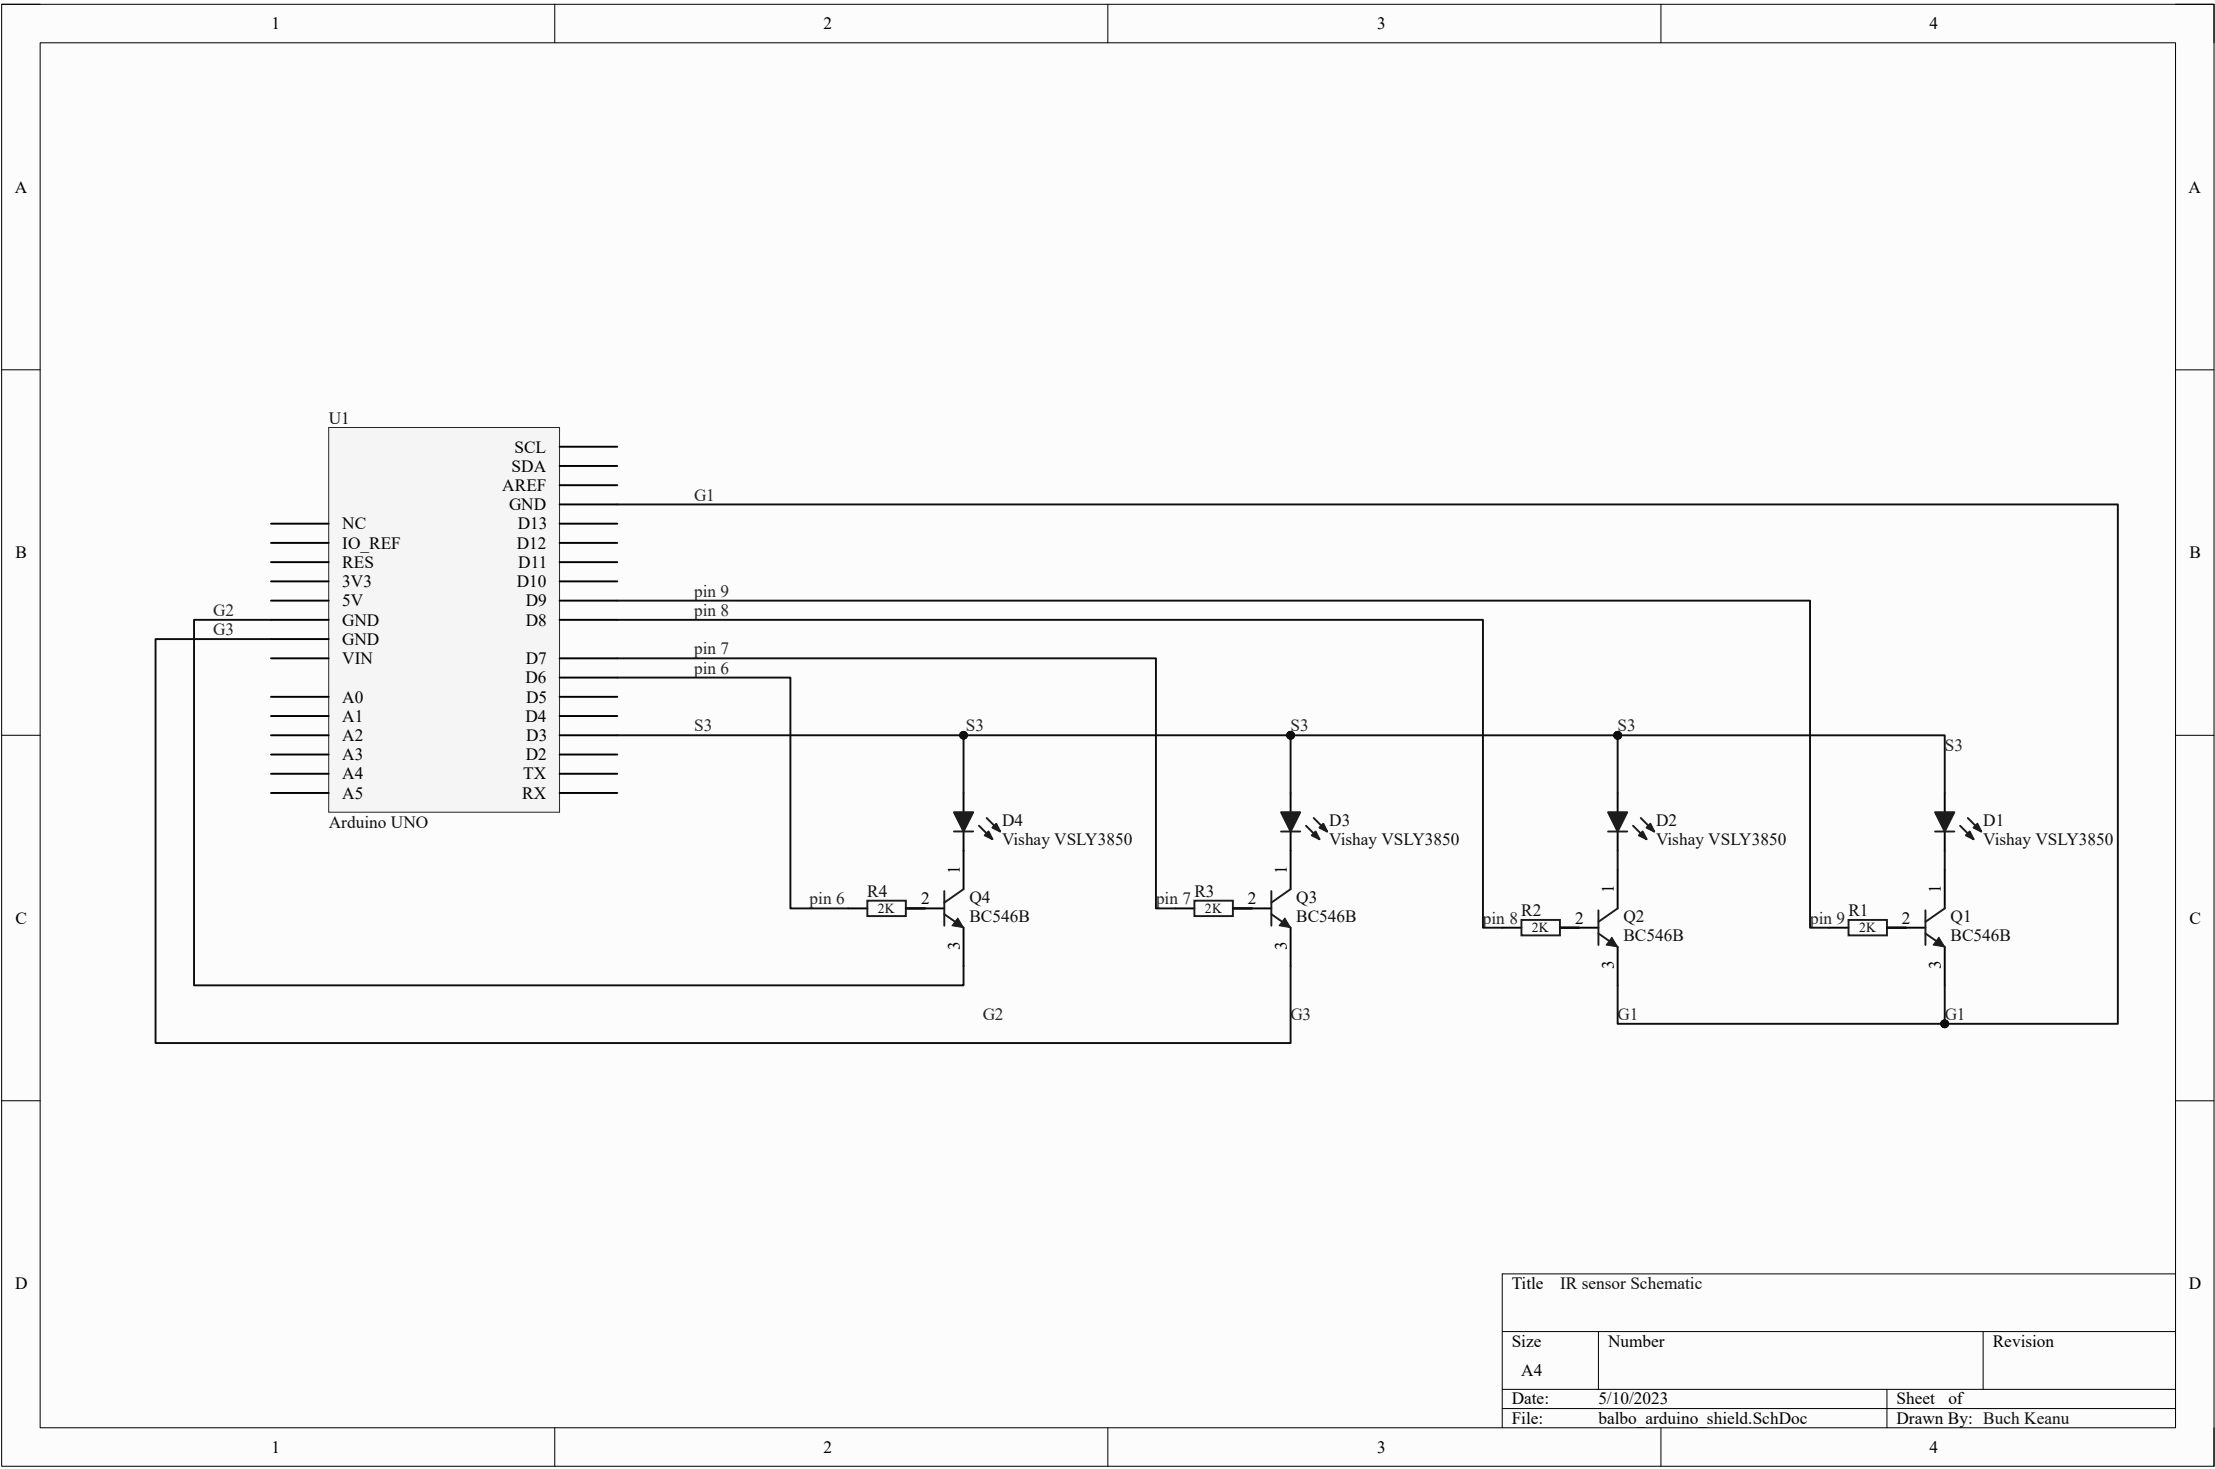 1 2 3 4
A A
U1
SCL
SDA
AREF
GND G1
NC D13
B IO_REF D12 B
RES D11
3V3 D10
5V D9 pin 9
G2 GND D8 pin 8
G3 GND
VIN D7 pin 7
D6 pin 6
A0 D5
A1 D4
A2 D3 S3 S3 S3 S3 S3
A3 D2
A4 TX
A5 RX
Arduino UNO
D4 D3 D2 D1
Vishay VSLY3850 Vishay VSLY3850 Vishay VSLY3850 Vishay VSLY3850
1 1 1 1
pin 6 R4 2K 2 Q4 pin 7 R3 2K 2 Q3
BC546B BC546B
C C
pin 8 R2 2K 2 Q2 pin 9 R1 2K 2 Q1
BC546B BC546B
3 3 3 3
G2 G3 G1 G1
D D
Title IR sensor Schematic
Size Number Revision
A4
Date: 5/10/2023 Sheet of
File: balbo_arduino_shield.SchDoc Drawn By: Buch Keanu
1 2 3 4